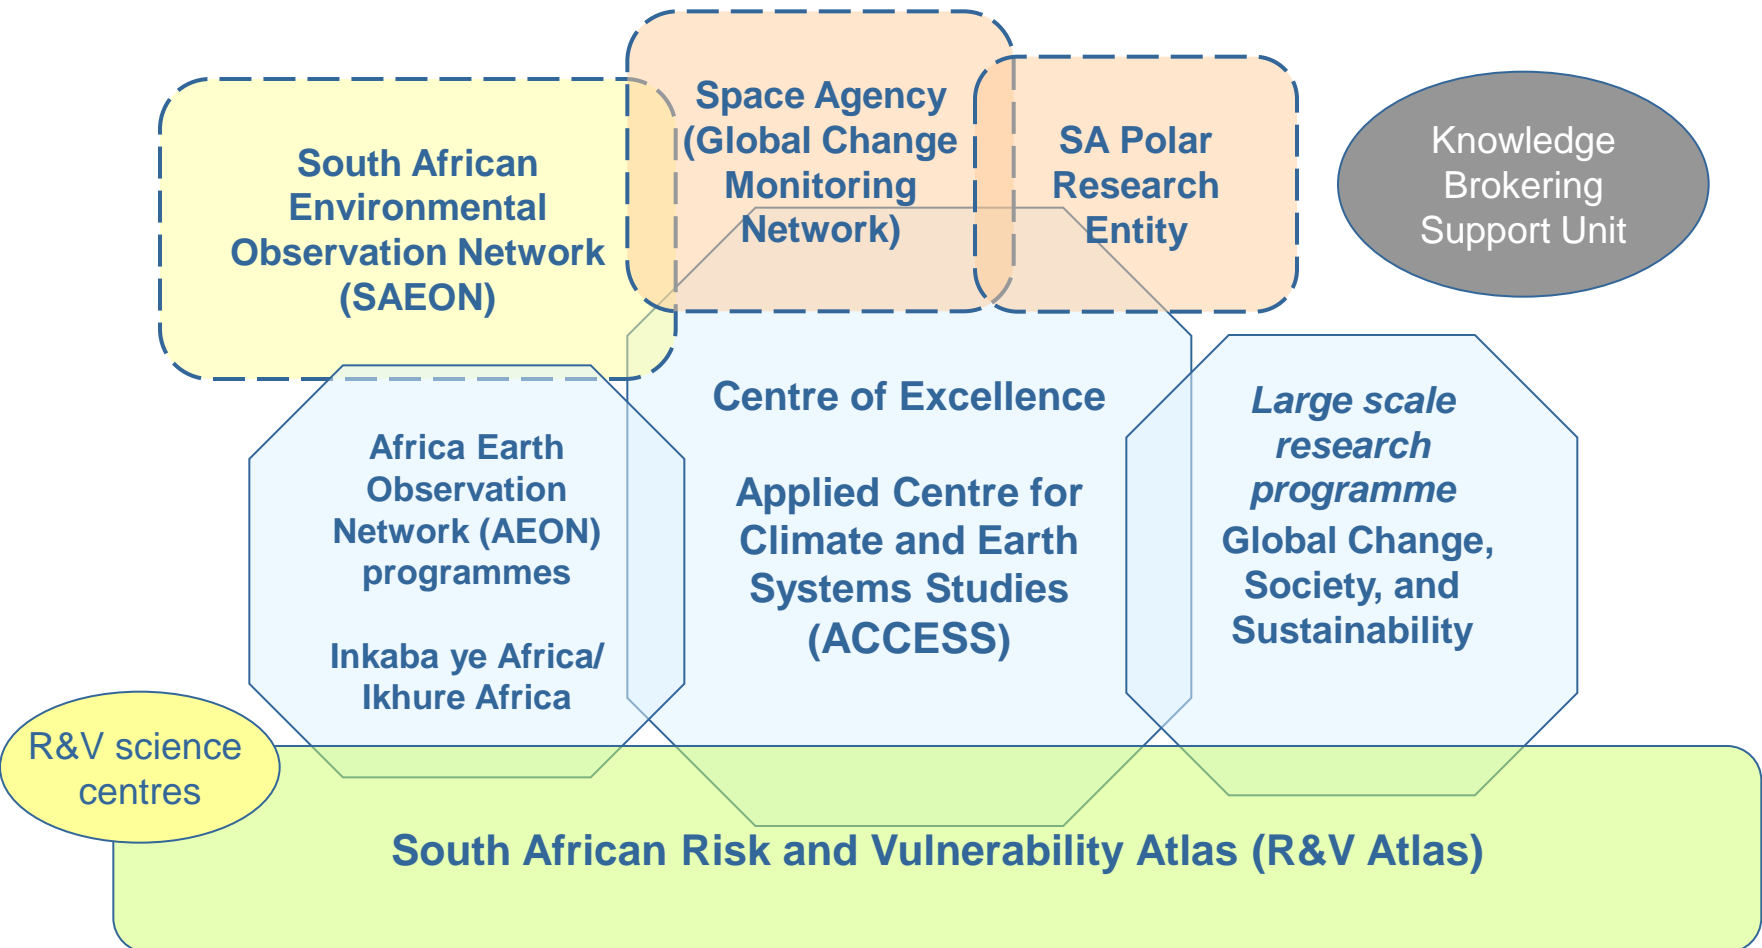 South African
Environmental
Observation Network
(SAEON)
Space Agency
(Global Change
Monitoring
Network)
SA Polar
Research
Entity
Knowledge
Brokering
Support Unit
Africa Earth
Observation
Network (AEON)
programmes
Inkaba ye Africa/
Ikhure Africa
Centre of Excellence
Applied Centre for
Climate and Earth
Systems Studies
(ACCESS)
Large scale
research
programme
Global Change,
Society, and
Sustainability
R&V science
centres
South African Risk and Vulnerability Atlas (R&V Atlas)